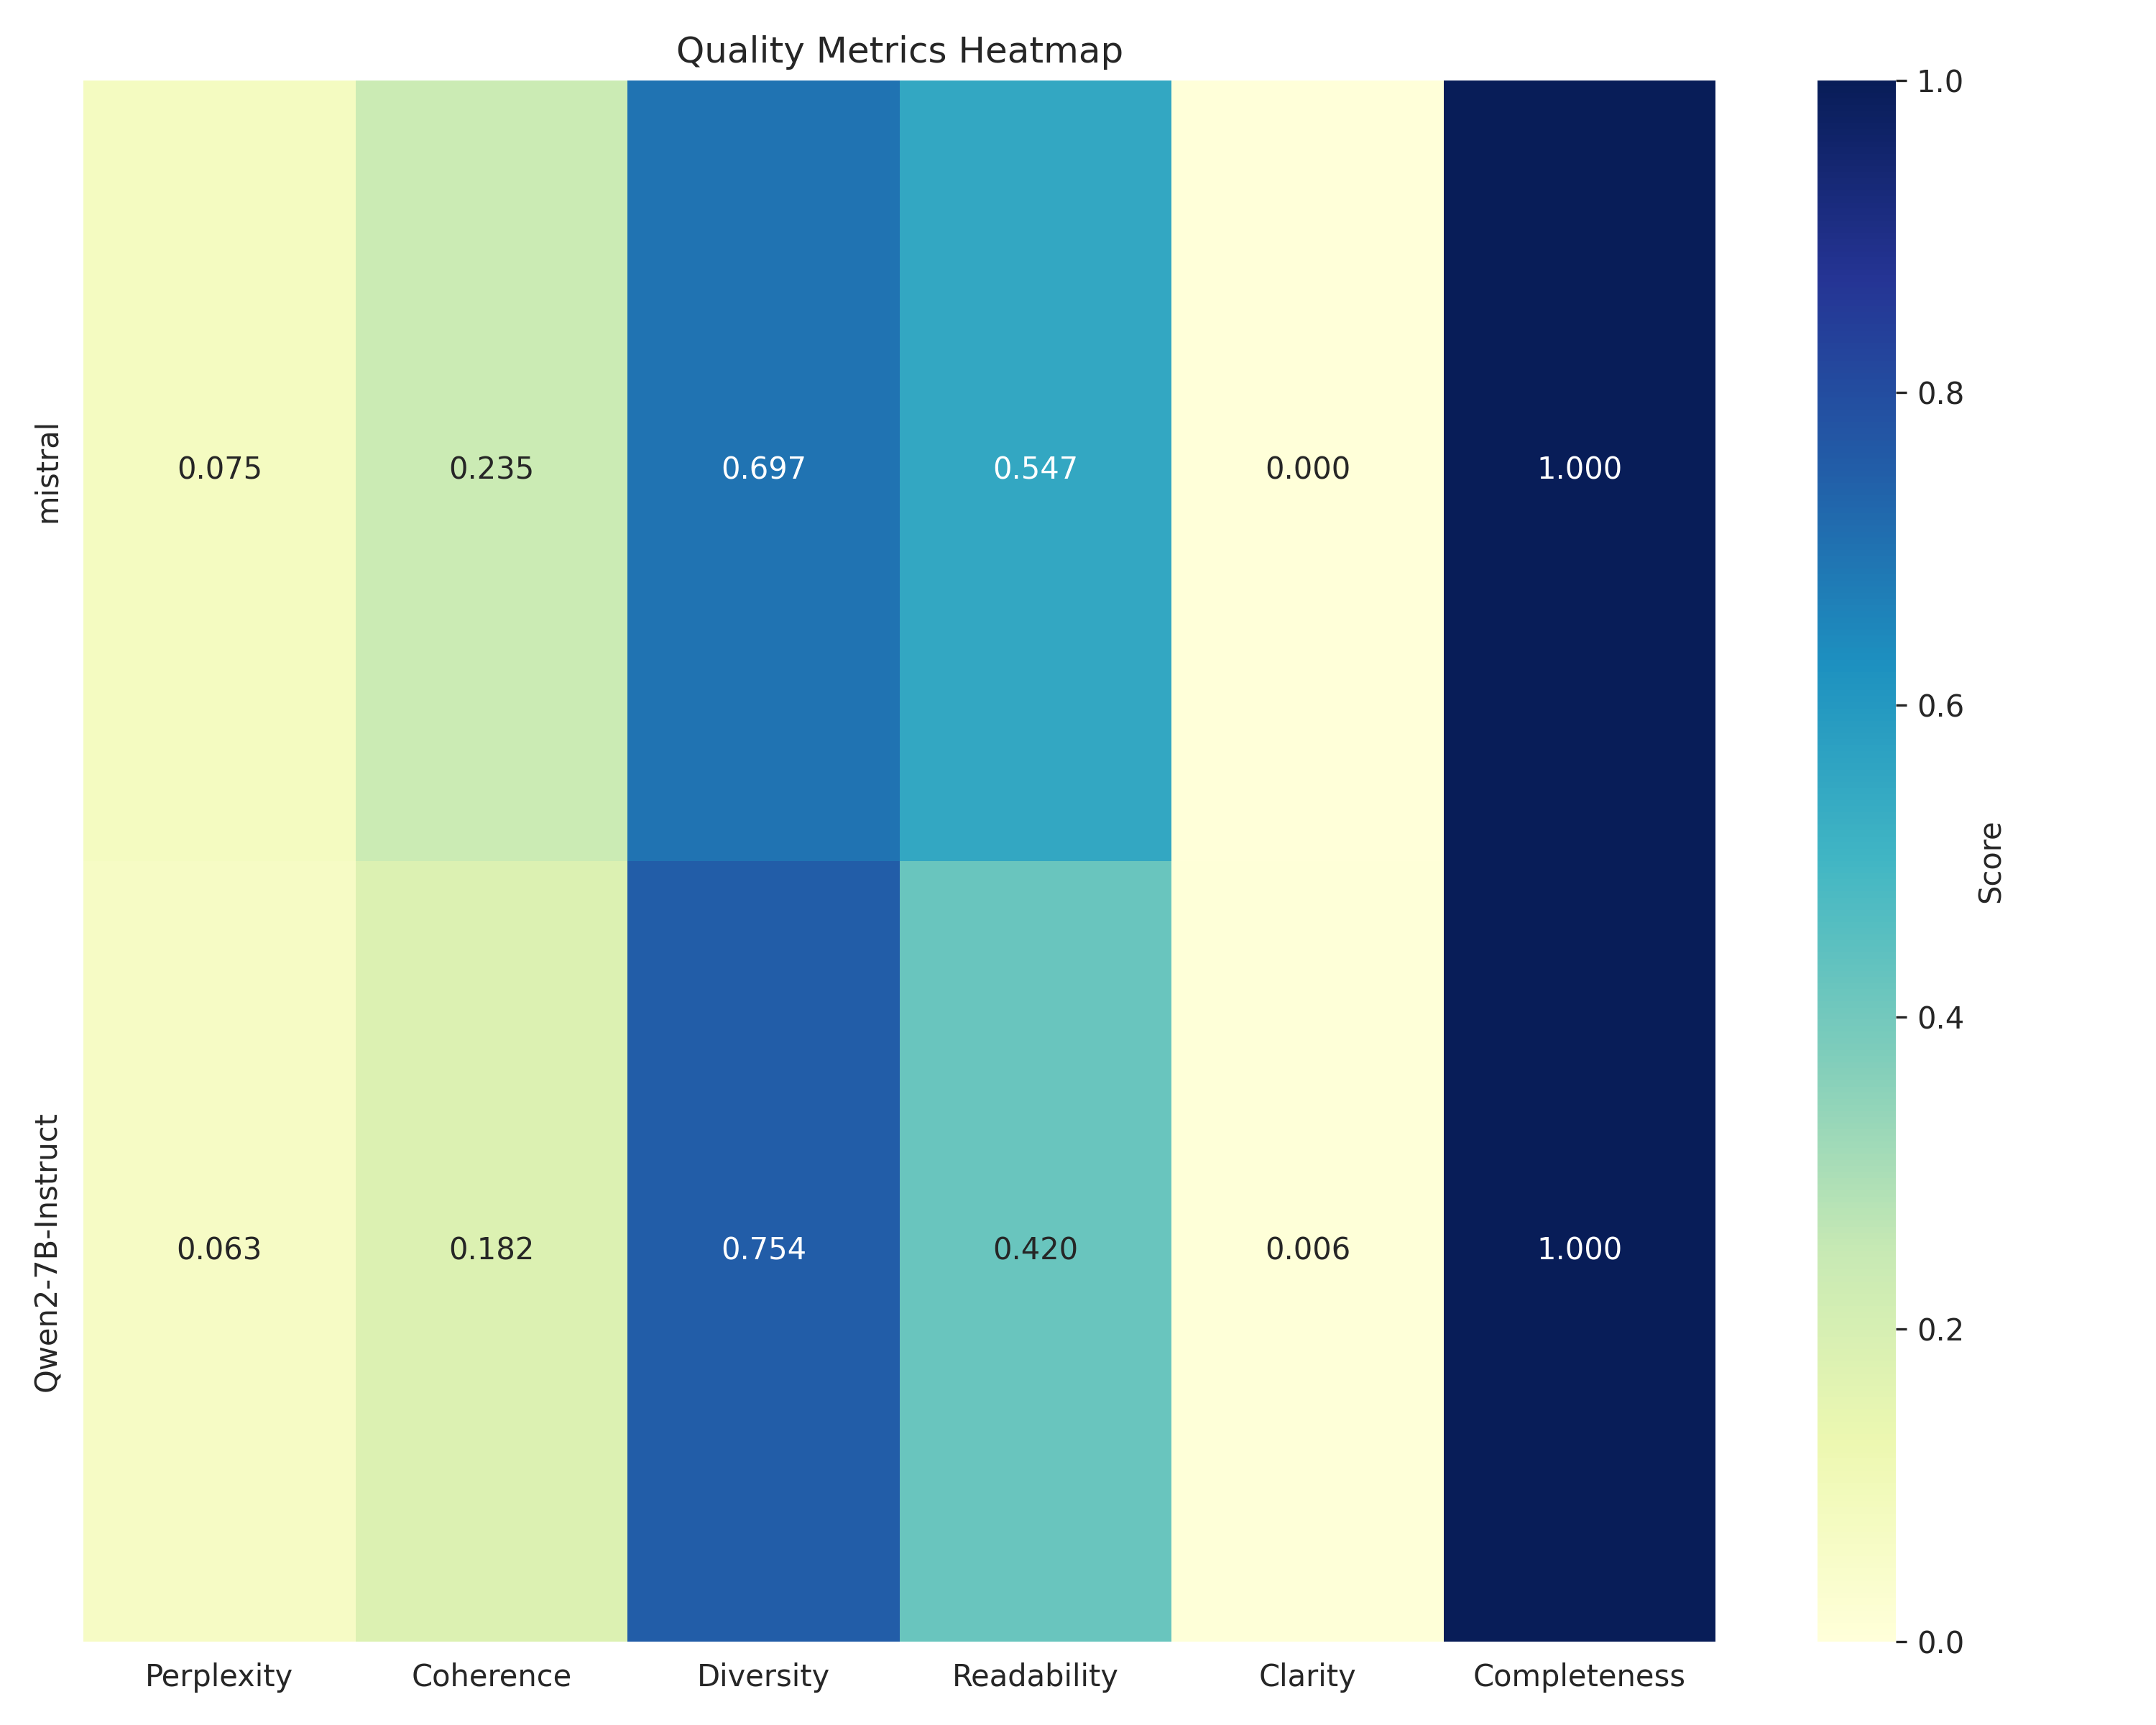 Quality Metrics Heatmap
mistral
0.075 0.235 0.697 0.547 0.000 1.000
Qwen2-7B-Instruct
0.063 0.182 0.754 0.420 0.006 1.000
Perplexity Coherence Diversity Readability Clarity Completeness
1.0
0.8
0.6
0.4
0.2
0.0
Score